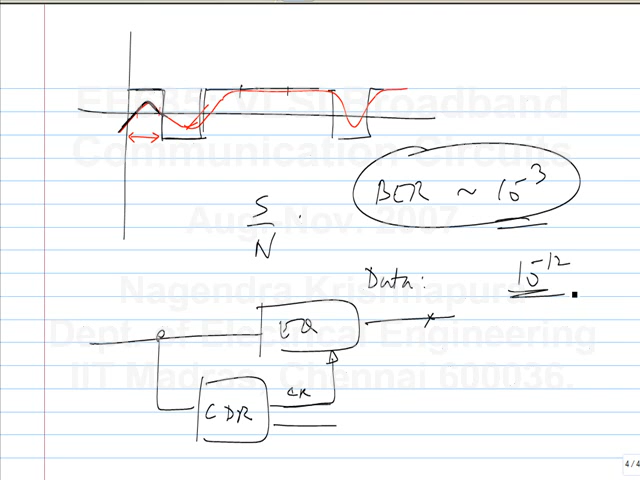 EE685: VLSI Broadband
Communication Circuits
BER ~ 10^-3
S
N
Aug-Nov. 2007
Data: 10^-12
Nagendra Krishnapura
EQ
Dept. of Electrical Engineering
CK
IIT Madras, Chennai 600036.
CDR
4/4